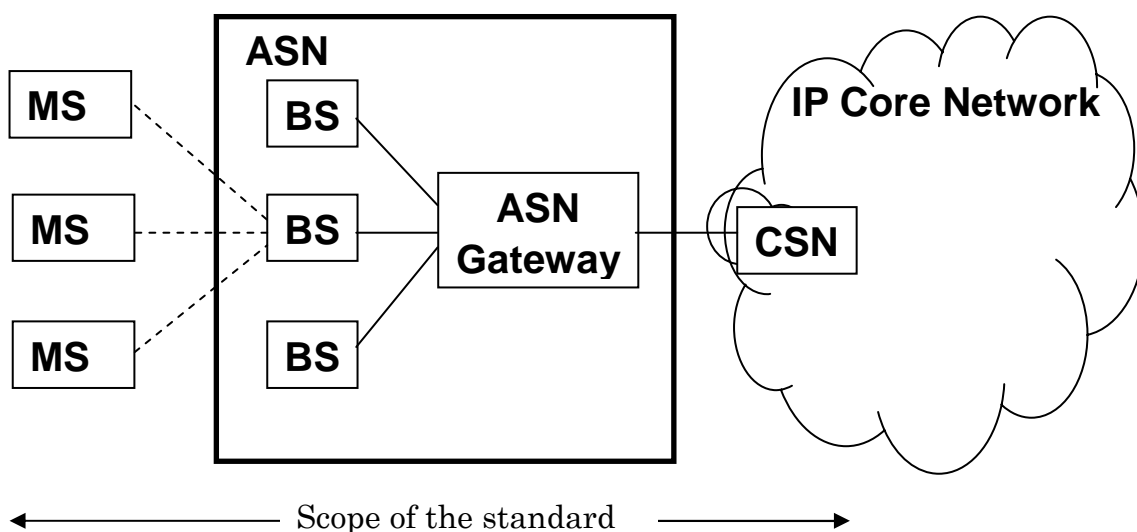 ASN
IP Core Network
MS
BS
MS
BS
ASN
Gateway
CSN
MS
BS
Scope of the standard